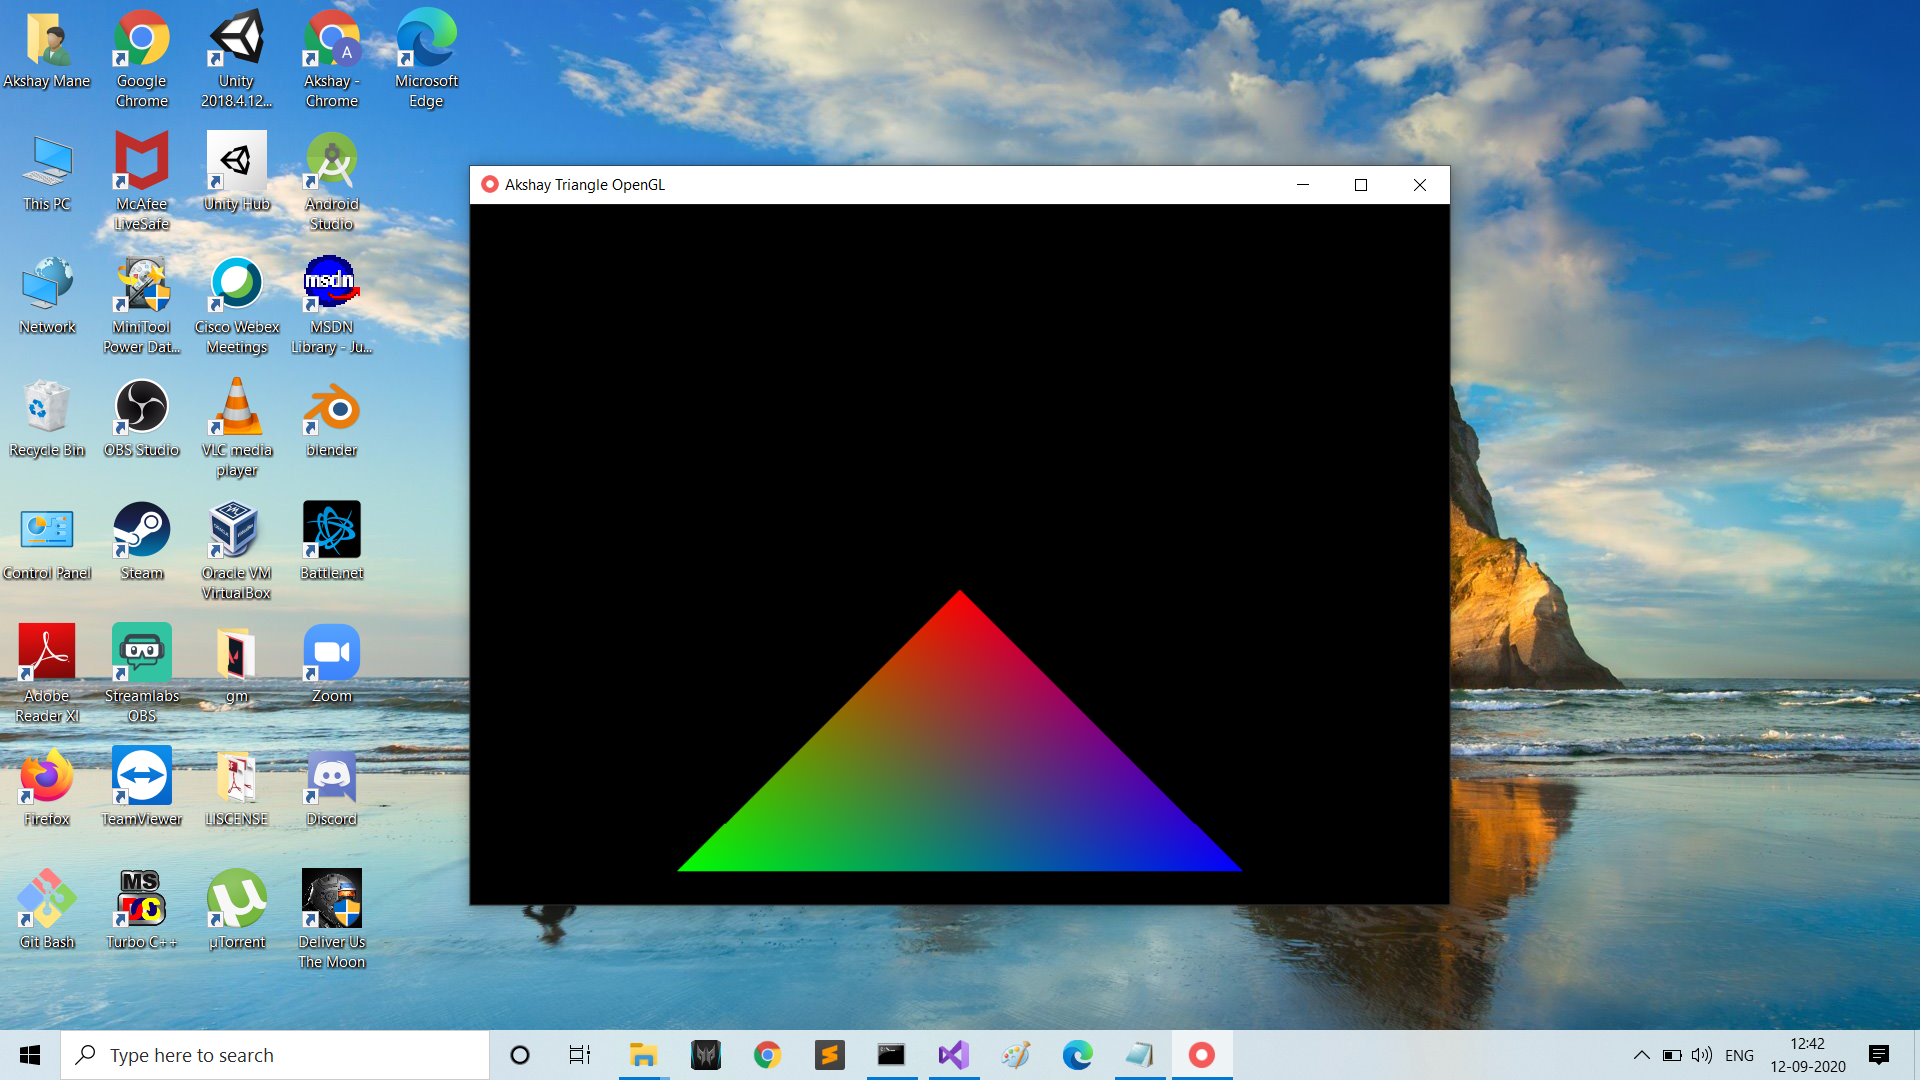 Akshay Mane
Google
Chrome
Unity
2018.4.12...
Akshay -
Chrome
A
Microsoft
Edge
This PC
McAfee
LiveSafe
Unity Hub
Android
Studio
Network
MiniTool
Power Dat...
Cisco Webex
Meetings
msdn
MSDN
Library - Ju...
Recycle Bin
OBS Studio
VLC media
player
blender
Control Panel
Steam
Oracle VM
VirtualBox
Battle.net
Adobe
Reader XI
Streamlabs
OBS
gm
Zoom
Firefox
TeamViewer
LISCENSE
Discord
Git Bash
MS
Turbo C++
µTorrent
Deliver Us
The Moon
Akshay Triangle OpenGL
Type here to search
ENG
12:42
12-09-2020